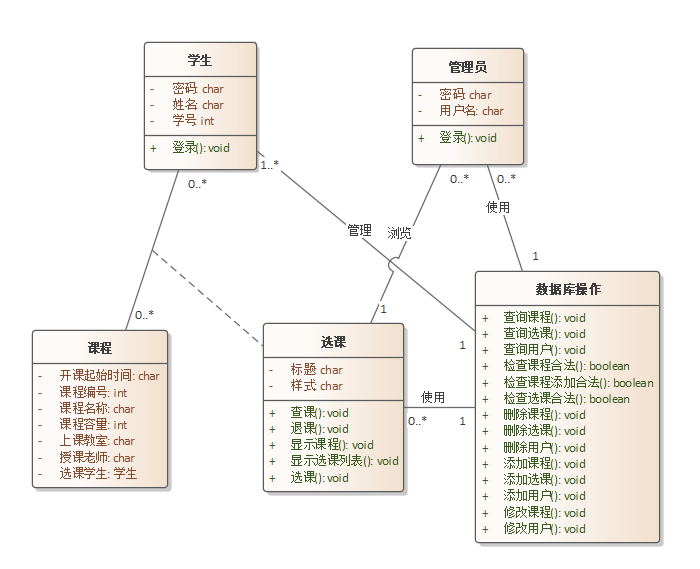 学生
- 密码: char
- 姓名: char
- 学号: int
+ 登录(): void
管理员
- 密码: char
- 用户名: char
+ 登录(): void
0..*
1..*
0..*
0..*
管理
浏览
使用
1
0..*
1
1
课程
- 开课起始时间: char
- 课程编号: int
- 课程名称: char
- 课程容量: int
- 上课教室: char
- 授课老师: char
- 选课学生: 学生
选课
- 标题: char
- 样式: char
+ 查课(): void
+ 退课(): void
+ 显示课程(): void
+ 显示选课列表(): void
+ 选课(): void
使用
0..*
1
数据库操作
+ 查询课程(): void
+ 查询选课(): void
+ 查询用户(): void
+ 检查课程合法(): boolean
+ 检查课程添加合法(): boolean
+ 检查选课合法(): boolean
+ 删除课程(): void
+ 删除选课(): void
+ 删除用户(): void
+ 添加课程(): void
+ 添加选课(): void
+ 添加用户(): void
+ 修改课程(): void
+ 修改用户(): void